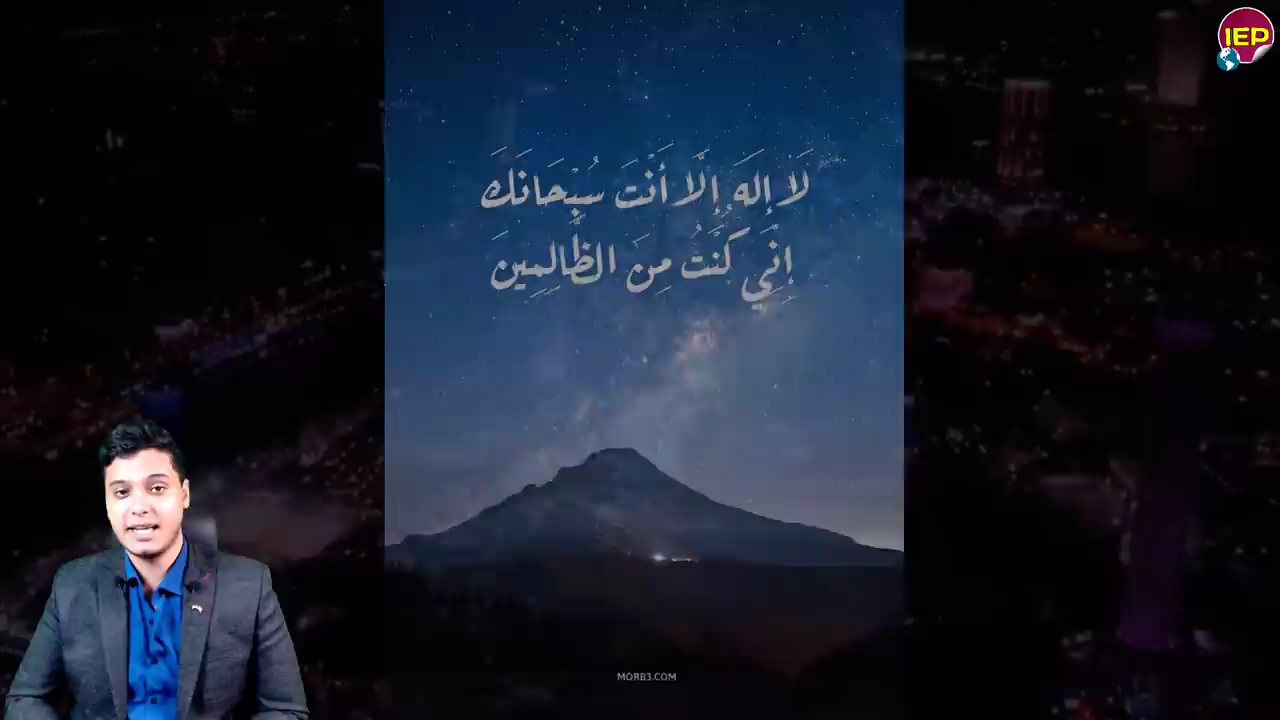 IEP
لَا إِلَهَ إِلَّا أَنْتَ سُبْحَانَكَ
إِنِّي كُنْتُ مِنَ الظَّالِمِينَ
MORB3.COM